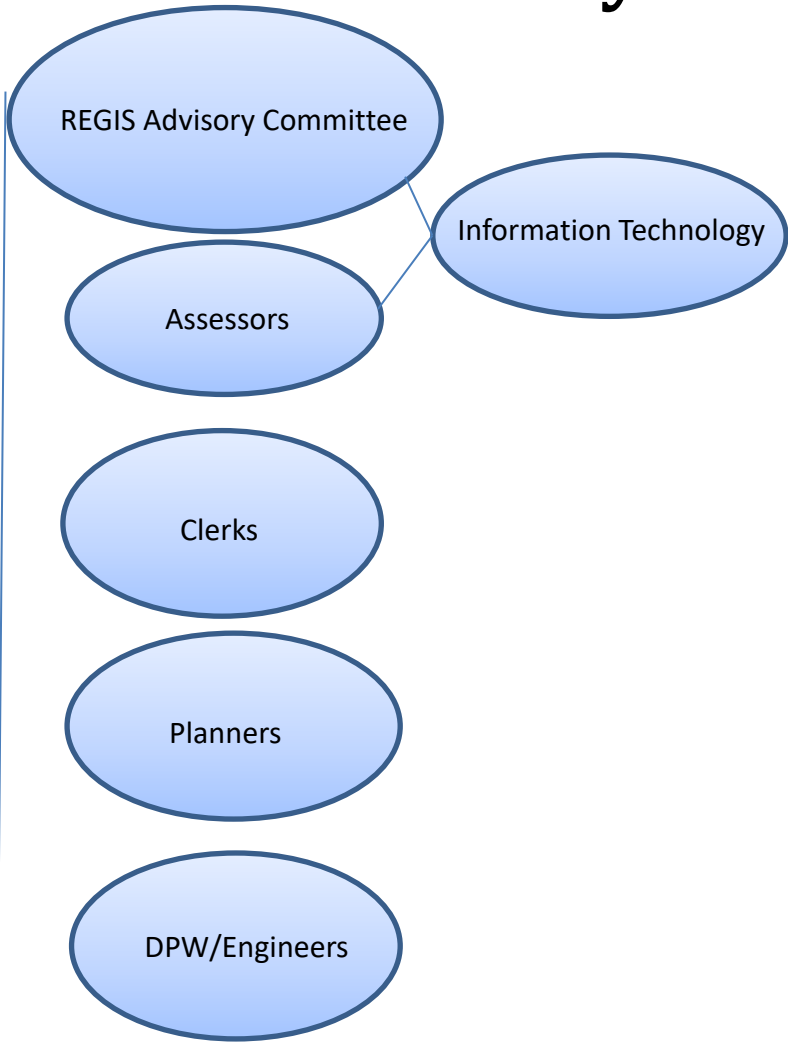 REGIS Advisory Committee
Information Technology
Assessors
Clerks
Planners
DPW/Engineers